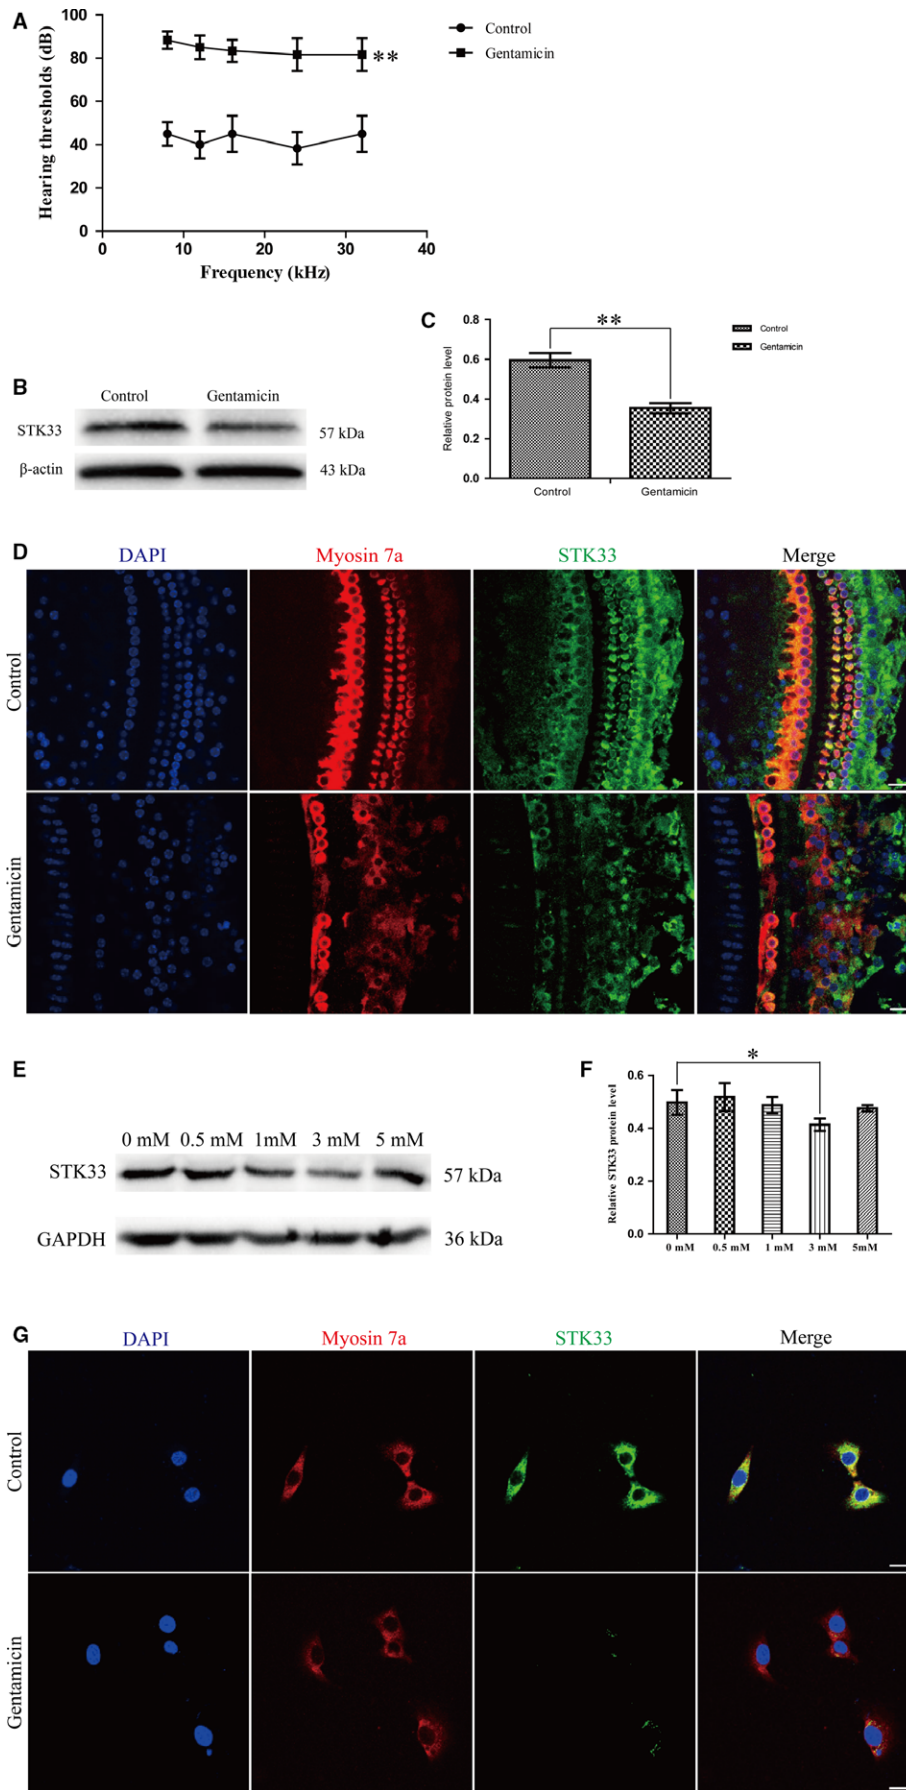 A
Hearing thresholds (dB)
100
80
60
40
20
0
**
0 10 20 30 40
Frequency (kHz)
Control
Gentamicin
B
Control Gentamicin
STK33 57 kDa
β-actin 43 kDa
C
Relative protein level
0.8
0.6
0.4
0.2
0.0
**
Control Gentamicin
Control
Gentamicin
D
DAPI Myosin 7a STK33 Merge
Control
Gentamicin
E
0 mM 0.5 mM 1mM 3 mM 5 mM
STK33 57 kDa
GAPDH 36 kDa
F
Relative STK33 protein level
0.6
0.4
0.2
0.0
*
0 mM 0.5 mM 1 mM 3 mM 5mM
G
DAPI Myosin 7a STK33 Merge
Control
Gentamicin